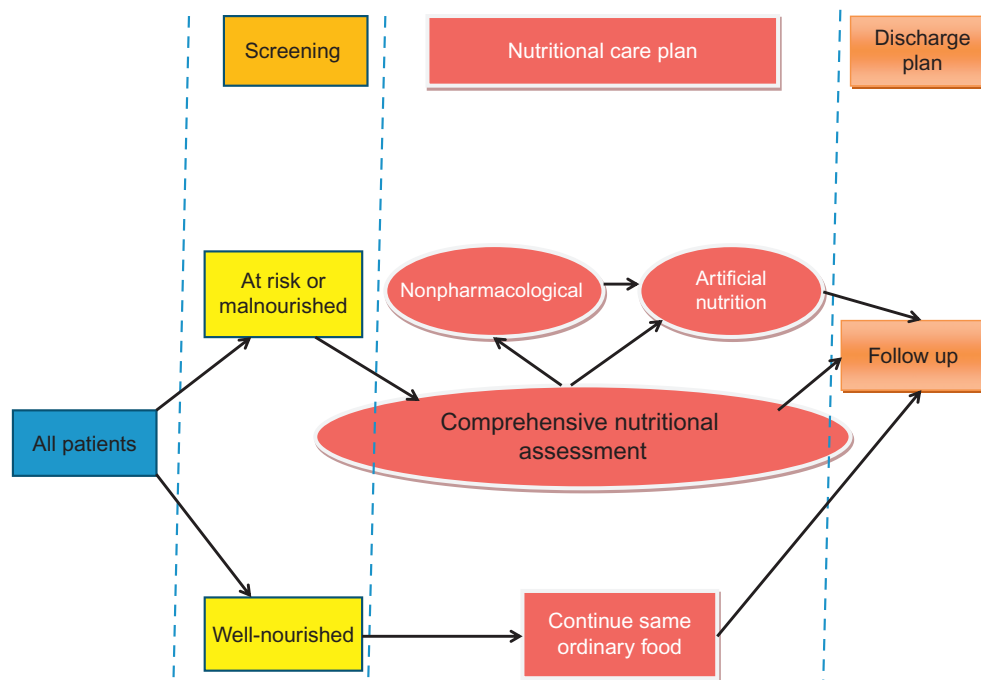 Screening
Nutritional care plan
Discharge
plan
At risk or
malnourished
Nonpharmacological
Artificial
nutrition
Follow up
All patients
Comprehensive nutritional
assessment
Well-nourished
Continue same
ordinary food